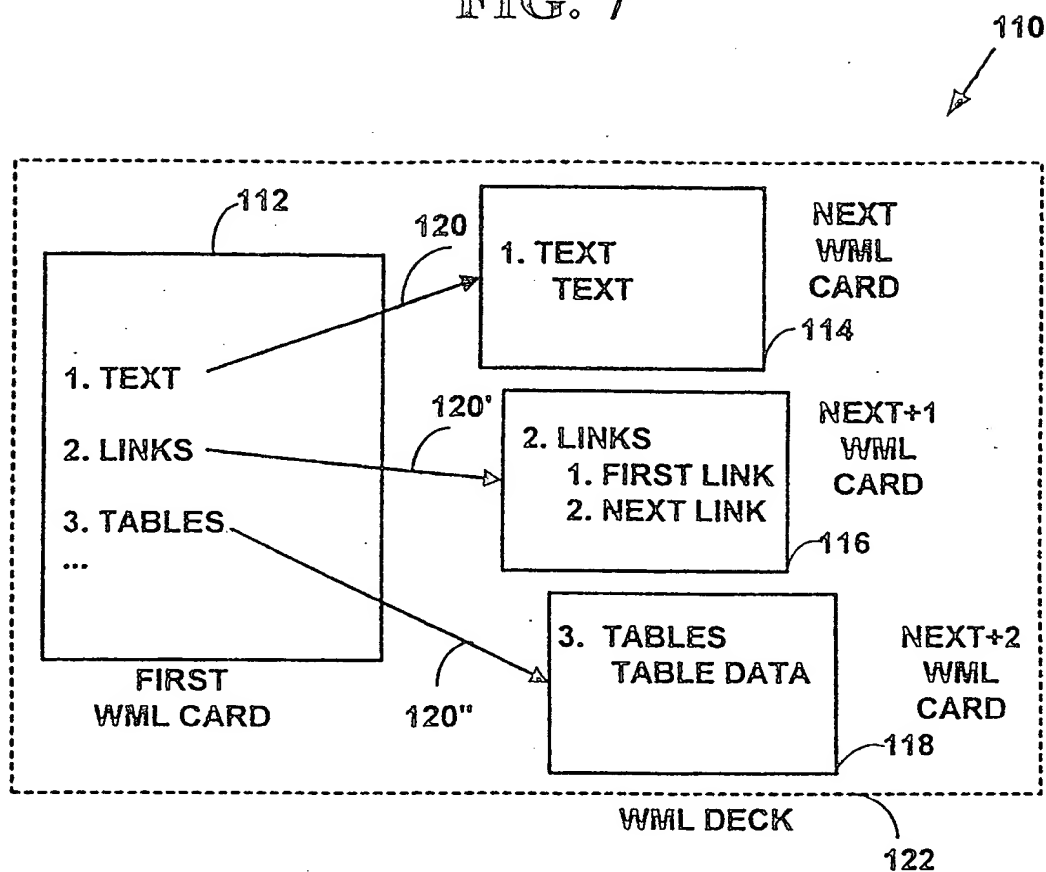 FIG. 7
110
112
120
1. TEXT
TEXT
NEXT
WML
CARD
114
1. TEXT
2. LINKS
3. TABLES
...
120'
2. LINKS
1. FIRST LINK
2. NEXT LINK
NEXT+1
WML
CARD
116
3. TABLES
TABLE DATA
NEXT+2
WML
CARD
118
FIRST
WML CARD
120"
WML DECK
122